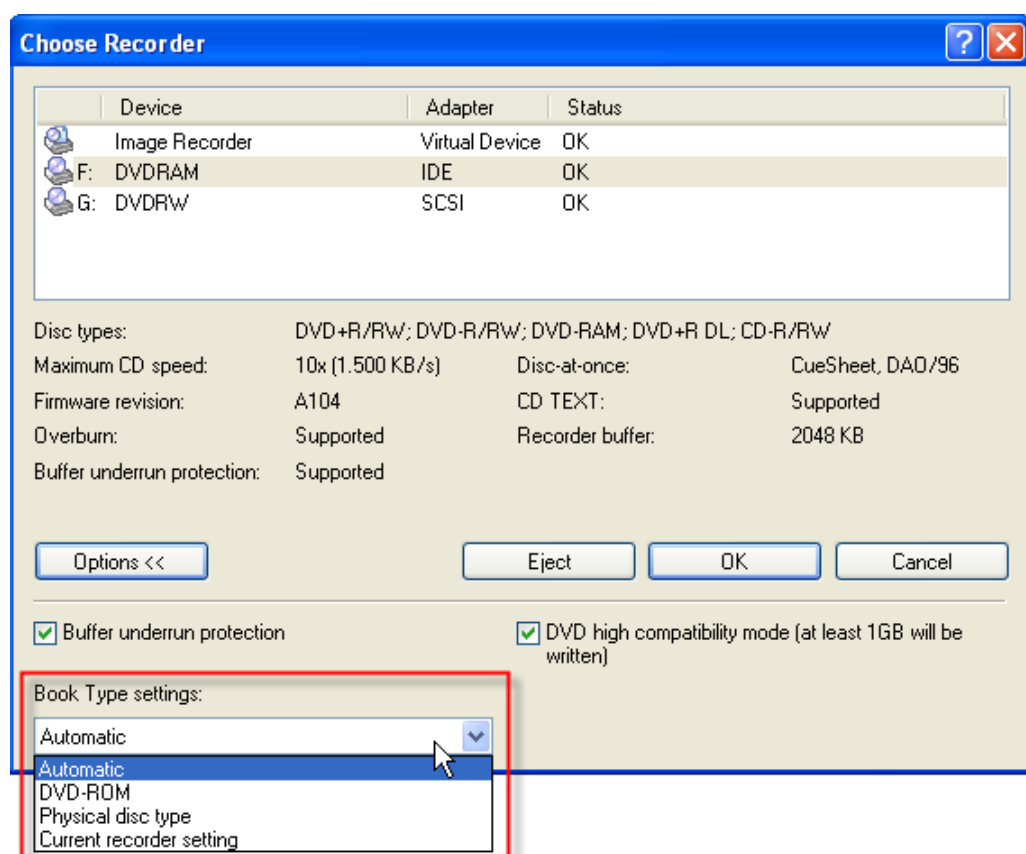 Choose Recorder
Device Adapter Status
Image Recorder Virtual Device OK
F: DVDRAM IDE OK
G: DVDRW SCSI OK
Disc types: DVD+R/RW; DVD-R/RW; DVD-RAM; DVD+R DL; CD-R/RW
Maximum CD speed: 10x (1.500 KB/s) Disc-at-once: CueSheet, DAO/96
Firmware revision: A104 CD TEXT: Supported
Overburn: Supported Recorder buffer: 2048 KB
Buffer underrun protection: Supported
Options << Eject OK Cancel
Buffer underrun protection DVD high compatibility mode (at least 1GB will be
written)
Book Type settings:
Automatic
Automatic
DVD-ROM
Physical disc type
Current recorder setting